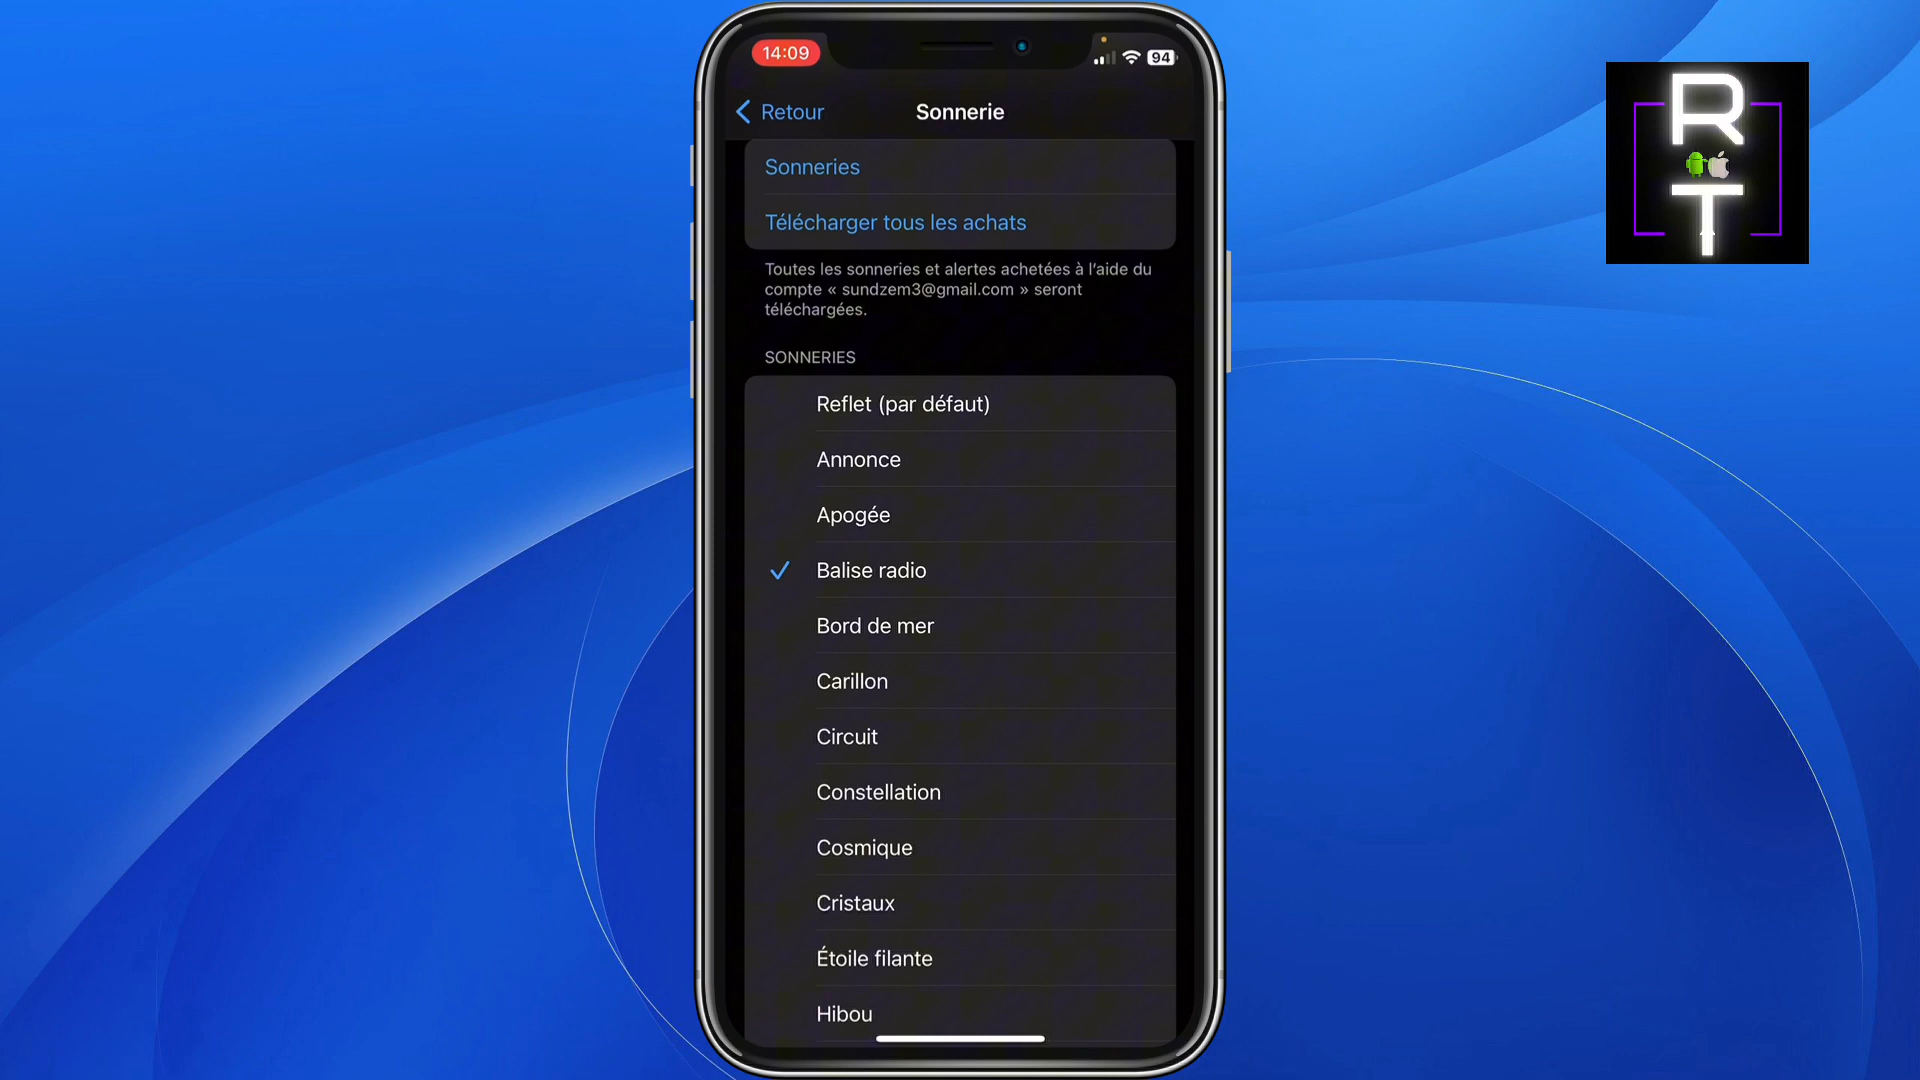 14:09
94
Retour
Sonnerie
Sonneries
Télécharger tous les achats
Toutes les sonneries et alertes achetées à l’aide du
compte « sundzem3@gmail.com » seront
téléchargées.
SONNERIES
Reflet (par défaut)
Annonce
Apogée
Balise radio
Bord de mer
Carillon
Circuit
Constellation
Cosmique
Cristaux
Étoile filante
Hibou
R
T